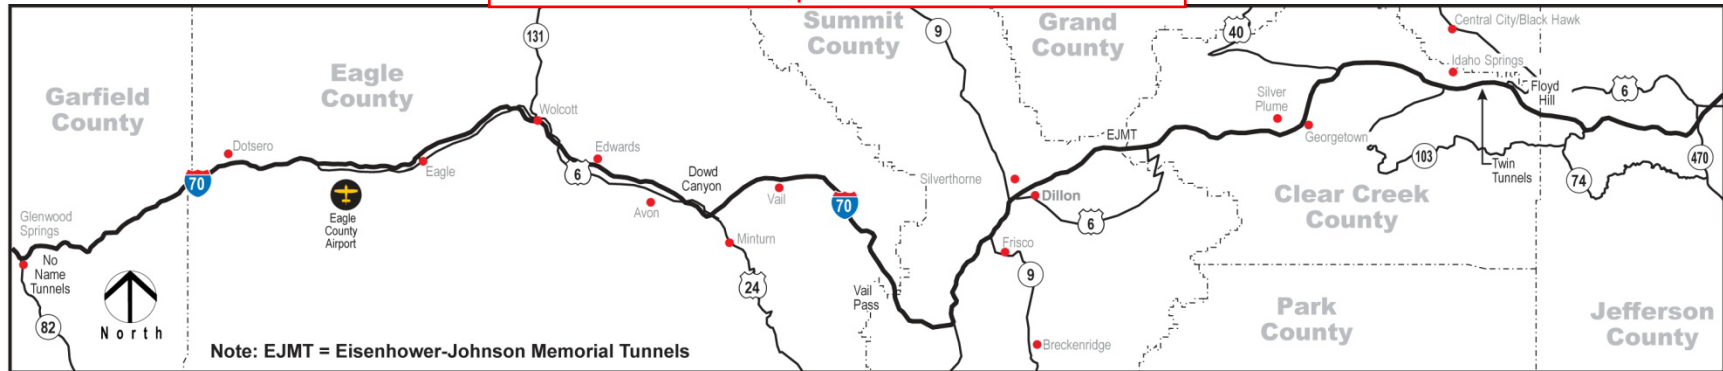 Summit
County
Grand
County
Garfield
County
Eagle
County
Clear Creek
County
Park
County
Jefferson
County
131
9
40
Central City/Black Hawk
Idaho Springs
Floyd
Hill
6
Silver
Plume
Georgetown
EJMT
Wolcott
Dotsero
Edwards
Eagle
70
6
Dowd
Canyon
Vail
70
Silverthorne
Dillon
6
103
Twin
Tunnels
74
470
Eagle
County
Airport
Avon
Minturn
Glenwood
Springs
No
Name
Tunnels
Frisco
9
24
Vail
Pass
82
North
Breckenridge
Note: EJMT = Eisenhower-Johnson Memorial Tunnels